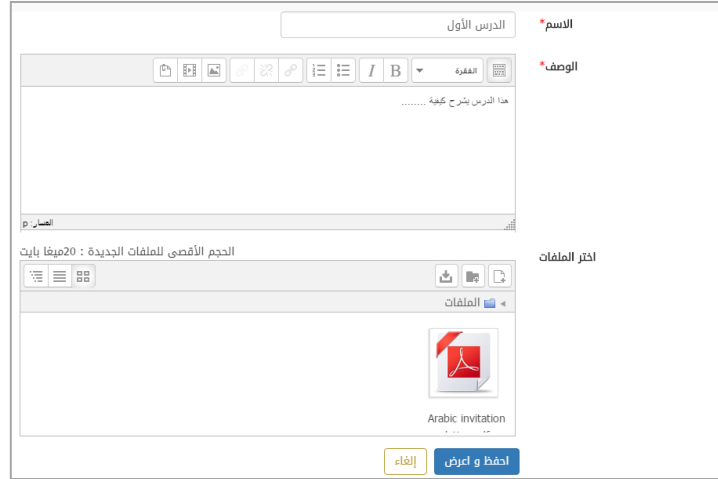 الاسم*
الدرس الأول
الوصف*
الفقرة
B I
هذا الدرس يشرح كيفية ........
المسار: p
اختر الملفات
الحجم الأقصى للملفات الجديدة : 20ميغا بايت
الملفات
Arabic invitation
احفظ و اعرض
إلغاء